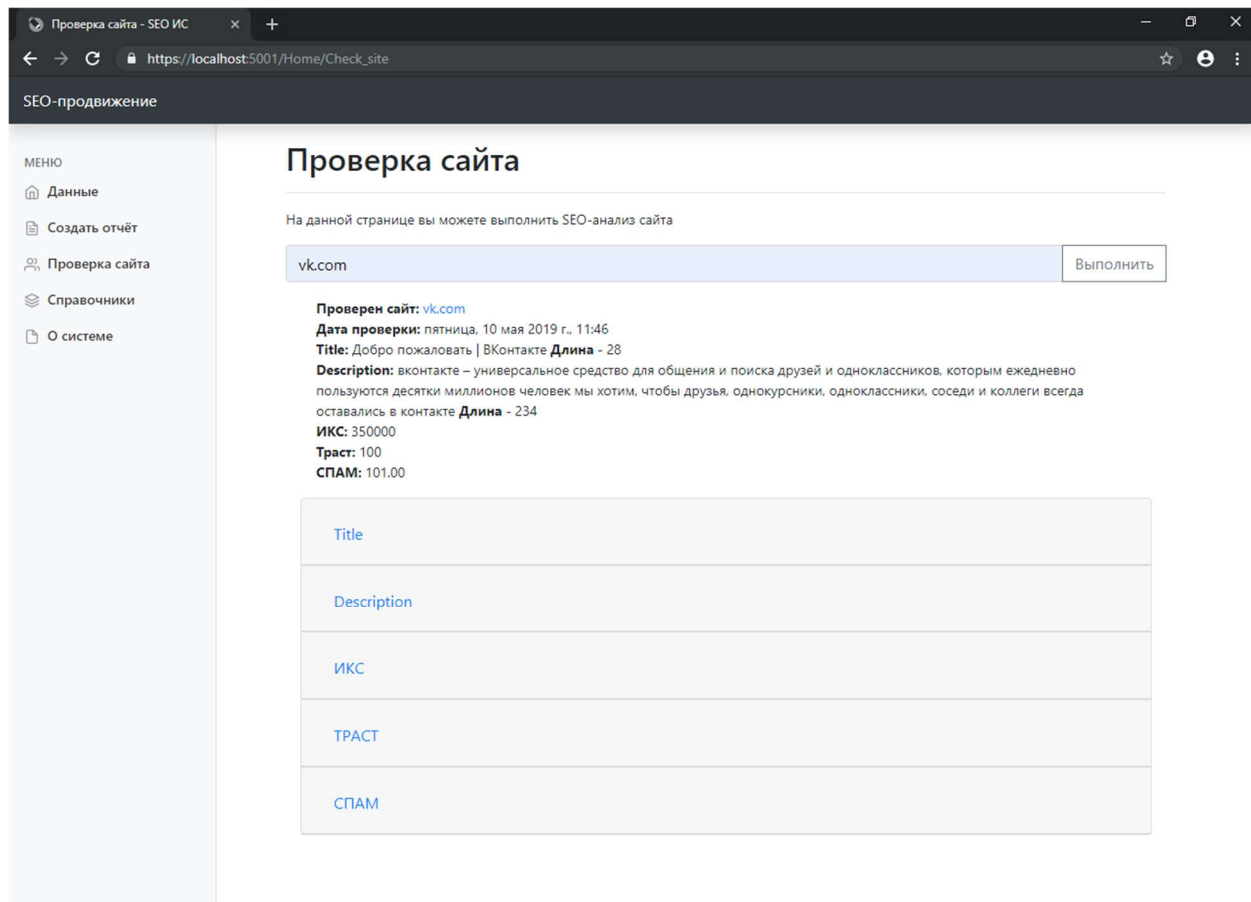 Проверка сайта - SEO ИС
https://localhost:5001/Home/Check_site
SEO-продвижение
МЕНЮ
Данные
Создать отчёт
Проверка сайта
Справочники
О системе
Проверка сайта
На данной странице вы можете выполнить SEO-анализ сайта
vk.com
Выполнить
Проверен сайт: vk.com
Дата проверки: пятница, 10 мая 2019 г., 11:46
Title: Добро пожаловать | ВКонтакте Длина - 28
Description: вконтакте – универсальное средство для общения и поиска друзей и одноклассников, которым ежедневно
пользуются десятки миллионов человек мы хотим, чтобы друзья, однокурсники, одноклассники, соседи и коллеги всегда
оставались в контакте Длина - 234
ИКС: 350000
Траст: 100
СПАМ: 101.00
Title
Description
ИКС
ТРАСТ
СПАМ